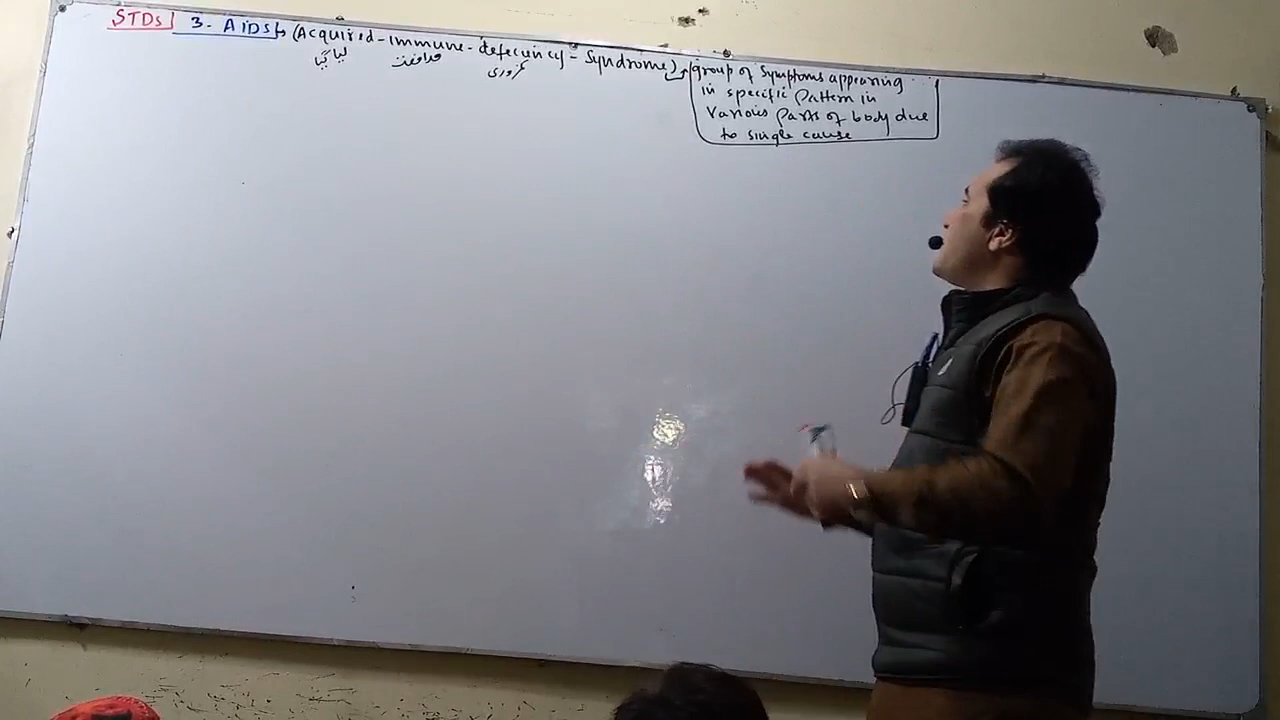 STDs 3. AIDS → (Acquired-immune-defeciency-Syndrome) →
لیا گیا مدافعت کمزوری
group of Symptoms appearing
in specific pattern in
various parts of body due
to single cause